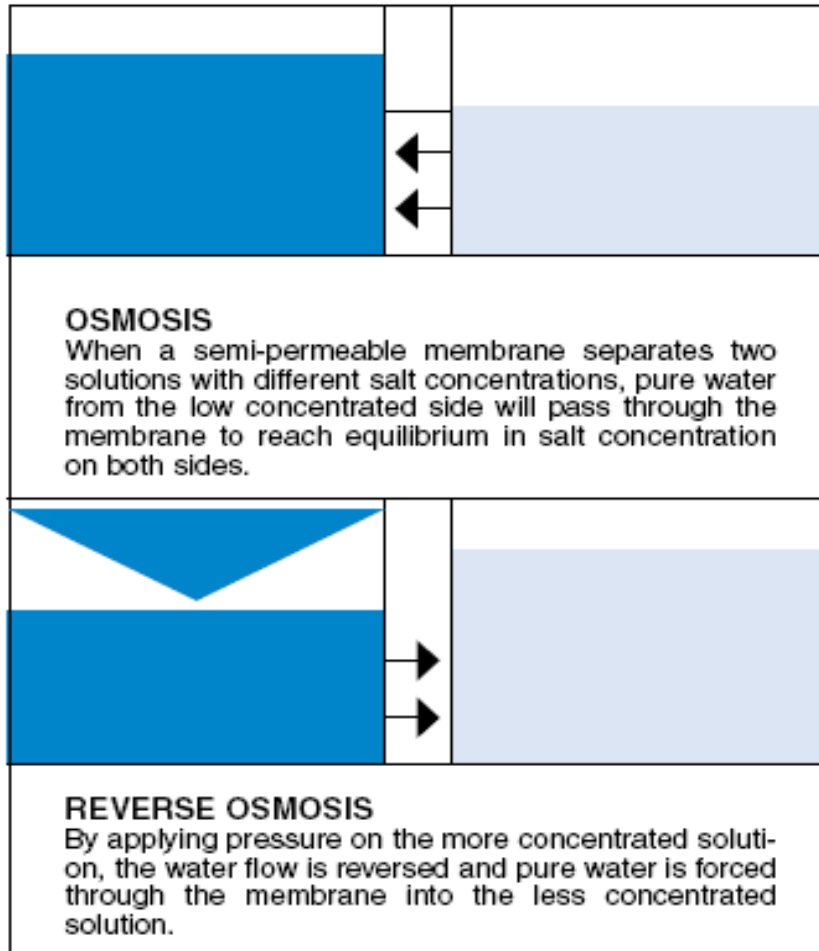 OSMOSIS
When a semi-permeable membrane separates two
solutions with different salt concentrations, pure water
from the low concentrated side will pass through the
membrane to reach equilibrium in salt concentration
on both sides.
REVERSE OSMOSIS
By applying pressure on the more concentrated soluti-
on, the water flow is reversed and pure water is forced
through the membrane into the less concentrated
solution.